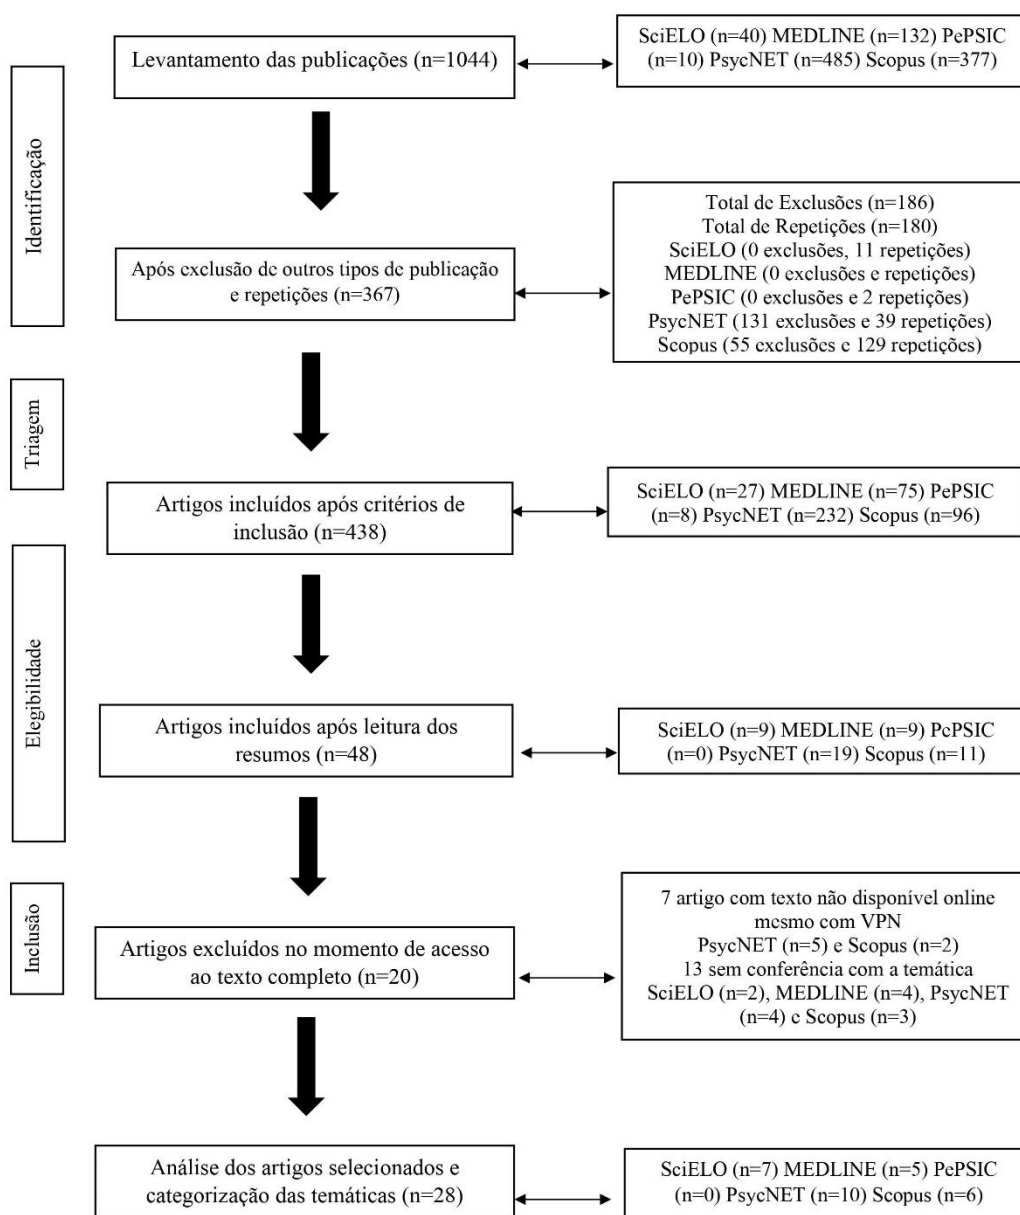 Levantamento das publicações (n=1044)
SciELO (n=40) MEDLINE (n=132) PePSIC
(n=10) PsycNET (n=485) Scopus (n=377)
Identificação
Total de Exclusões (n=186)
Total de Repetições (n=180)
SciELO (0 exclusões, 11 repetições)
MEDLINE (0 exclusões e repetições)
PePSIC (0 exclusões e 2 repetições)
PsycNET (131 exclusões e 39 repetições)
Scopus (55 exclusões e 129 repetições)
Após exclusão de outros tipos de publicação
e repetições (n=367)
Triagem
Artigos incluídos após critérios de
inclusão (n=438)
SciELO (n=27) MEDLINE (n=75) PePSIC
(n=8) PsycNET (n=232) Scopus (n=96)
Elegibilidade
Artigos incluídos após leitura dos
resumos (n=48)
SciELO (n=9) MEDLINE (n=9) PePSIC
(n=0) PsycNET (n=19) Scopus (n=11)
Inclusão
Artigos excluídos no momento de acesso
ao texto completo (n=20)
7 artigo com texto não disponível online
mesmo com VPN
PsycNET (n=5) e Scopus (n=2)
13 sem conferência com a temática
SciELO (n=2), MEDLINE (n=4), PsycNET
(n=4) e Scopus (n=3)
Análise dos artigos selecionados e
categorização das temáticas (n=28)
SciELO (n=7) MEDLINE (n=5) PePSIC
(n=0) PsycNET (n=10) Scopus (n=6)